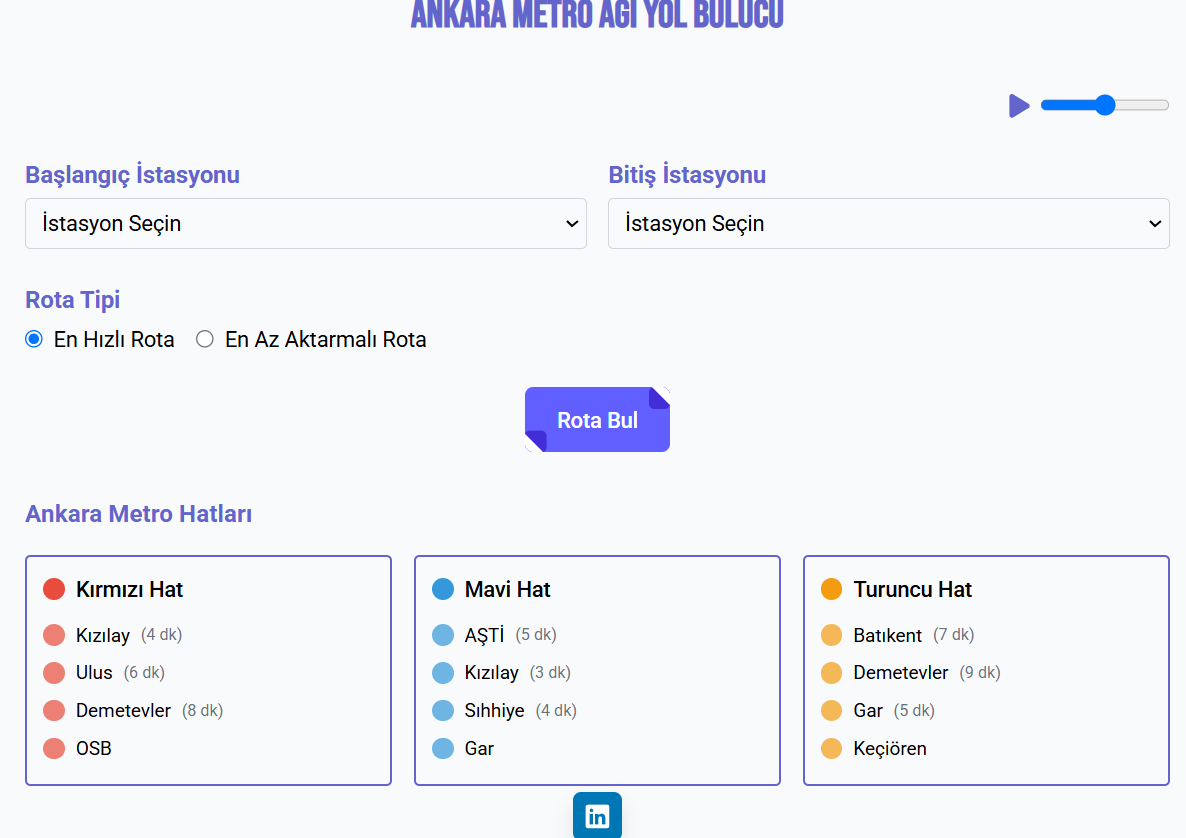 ANKARA METRO AĞI YOL BULUCU
Başlangıç İstasyonu
İstasyon Seçin
Bitiş İstasyonu
İstasyon Seçin
Rota Tipi
En Hızlı Rota
En Az Aktarmalı Rota
Rota Bul
Ankara Metro Hatları
Kırmızı Hat
Kızılay (4 dk)
Ulus (6 dk)
Demetevler (8 dk)
OSB
Mavi Hat
AŞTİ (5 dk)
Kızılay (3 dk)
Sıhhiye (4 dk)
Gar
Turuncu Hat
Batıkent (7 dk)
Demetevler (9 dk)
Gar (5 dk)
Keçiören
in